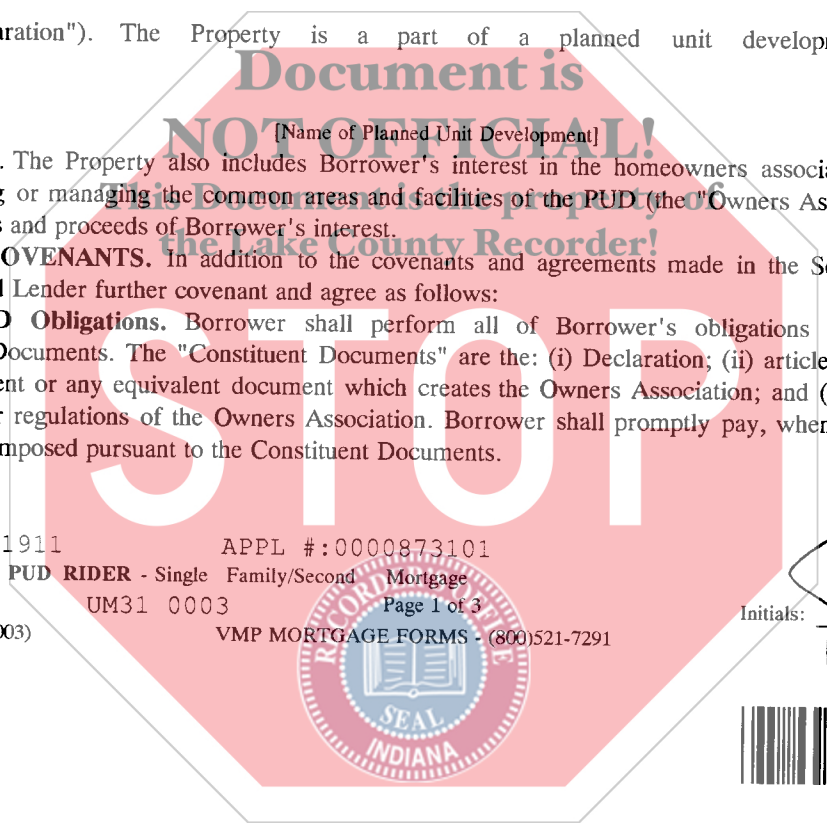 aration"). The Property is a part of a planned unit develop
Document is
NOT OFFICIAL!
[Name of Planned Unit Development]
. The Property also includes Borrower's interest in the homeowners associa
g or managing the common areas and facilities of the PUD (the "Owners As
This Document is the property of
s and proceeds of Borrower's interest.
the Lake County Recorder!
OVENANTS. In addition to the covenants and agreements made in the Se
d Lender further covenant and agree as follows:
D Obligations. Borrower shall perform all of Borrower's obligations
Documents. The "Constituent Documents" are the: (i) Declaration; (ii) article
ent or any equivalent document which creates the Owners Association; and (
r regulations of the Owners Association. Borrower shall promptly pay, when
mposed pursuant to the Constituent Documents.
STOP
1911 APPL #:0000873101
PUD RIDER - Single Family/Second Mortgage
UM31 0003 Page 1 of 3
Initials:
003) VMP MORTGAGE FORMS - (800)521-7291
RECORDER'S OFFICE
SEAL
INDIANA